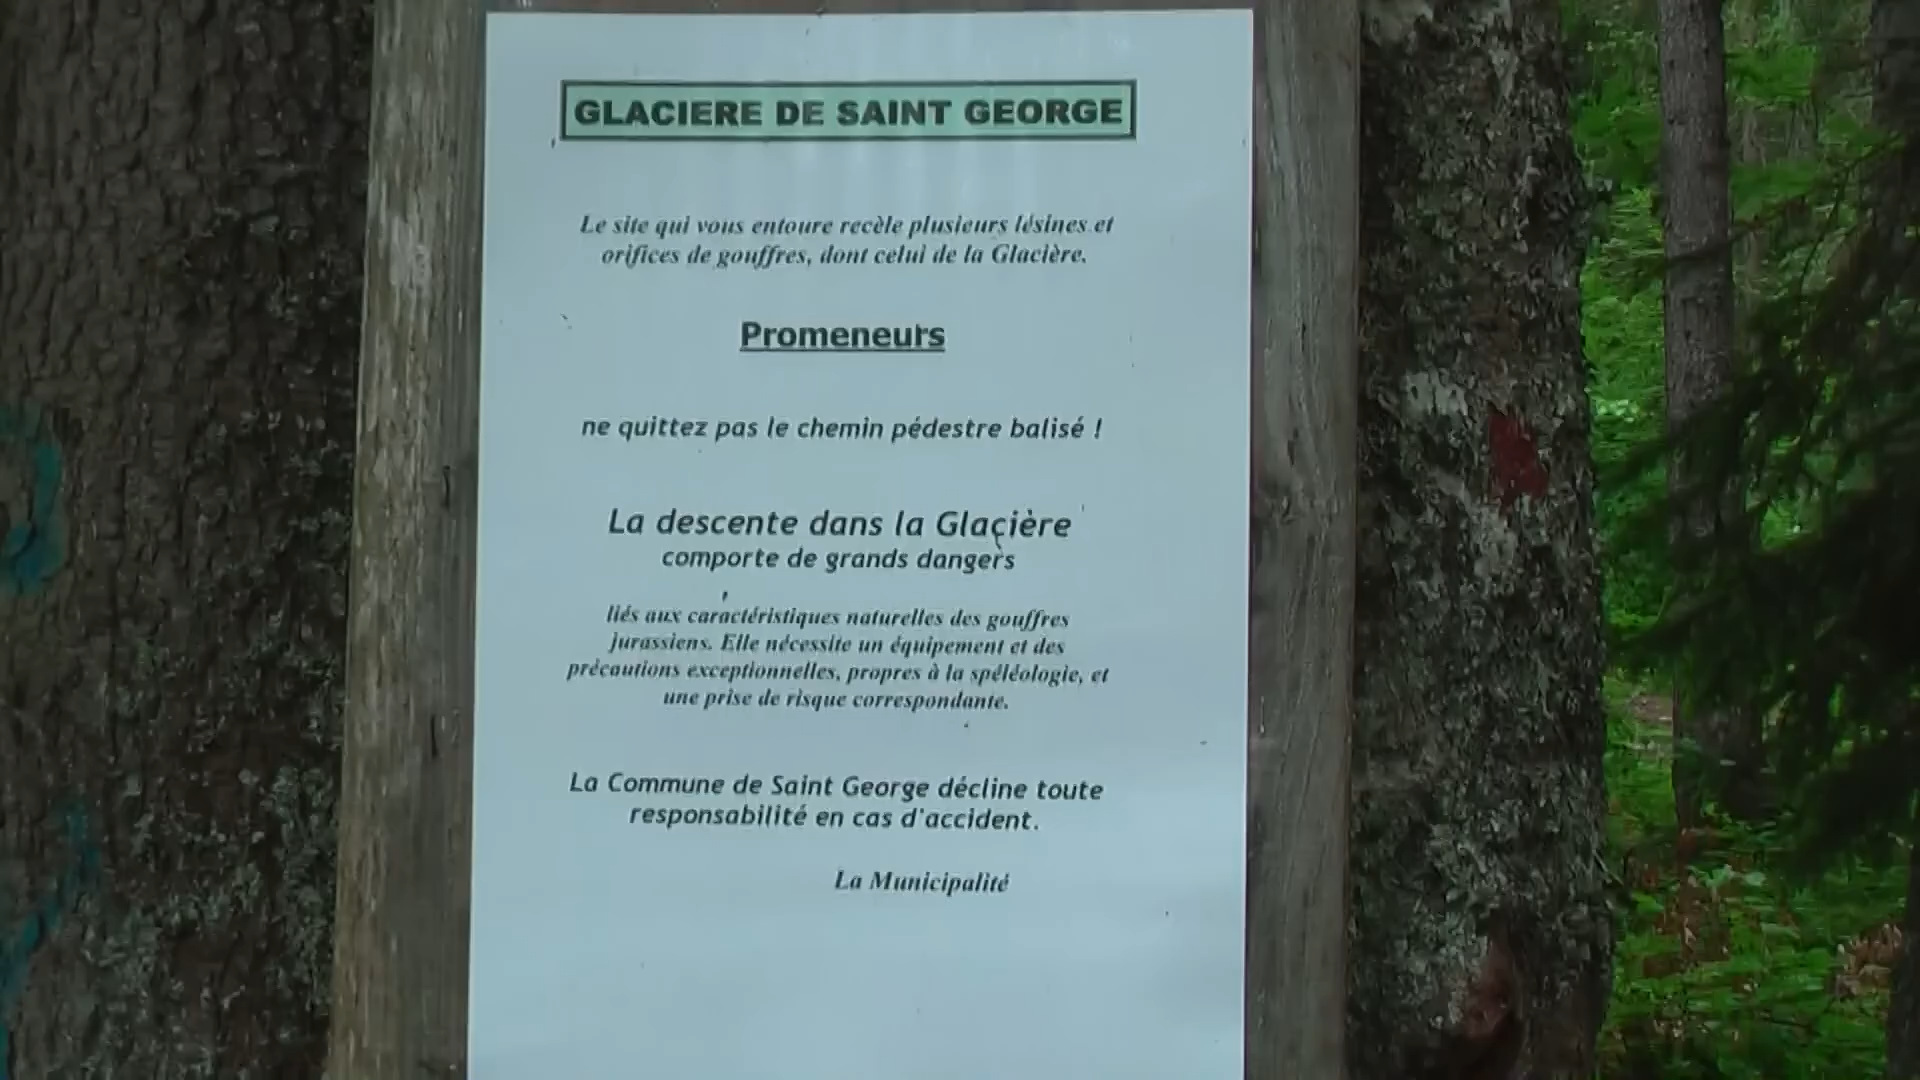 GLACIERE DE SAINT GEORGE
Le site qui vous entoure recèle plusieurs lésines et
orifices de gouffres, dont celui de la Glacière.
Promeneurs
ne quittez pas le chemin pédestre balisé !
La descente dans la Glacière
comporte de grands dangers
liés aux caractéristiques naturelles des gouffres
jurassiens. Elle nécessite un équipement et des
précautions exceptionnelles, propres à la spéléologie, et
une prise de risque correspondante.
La Commune de Saint George décline toute
responsabilité en cas d'accident.
La Municipalité